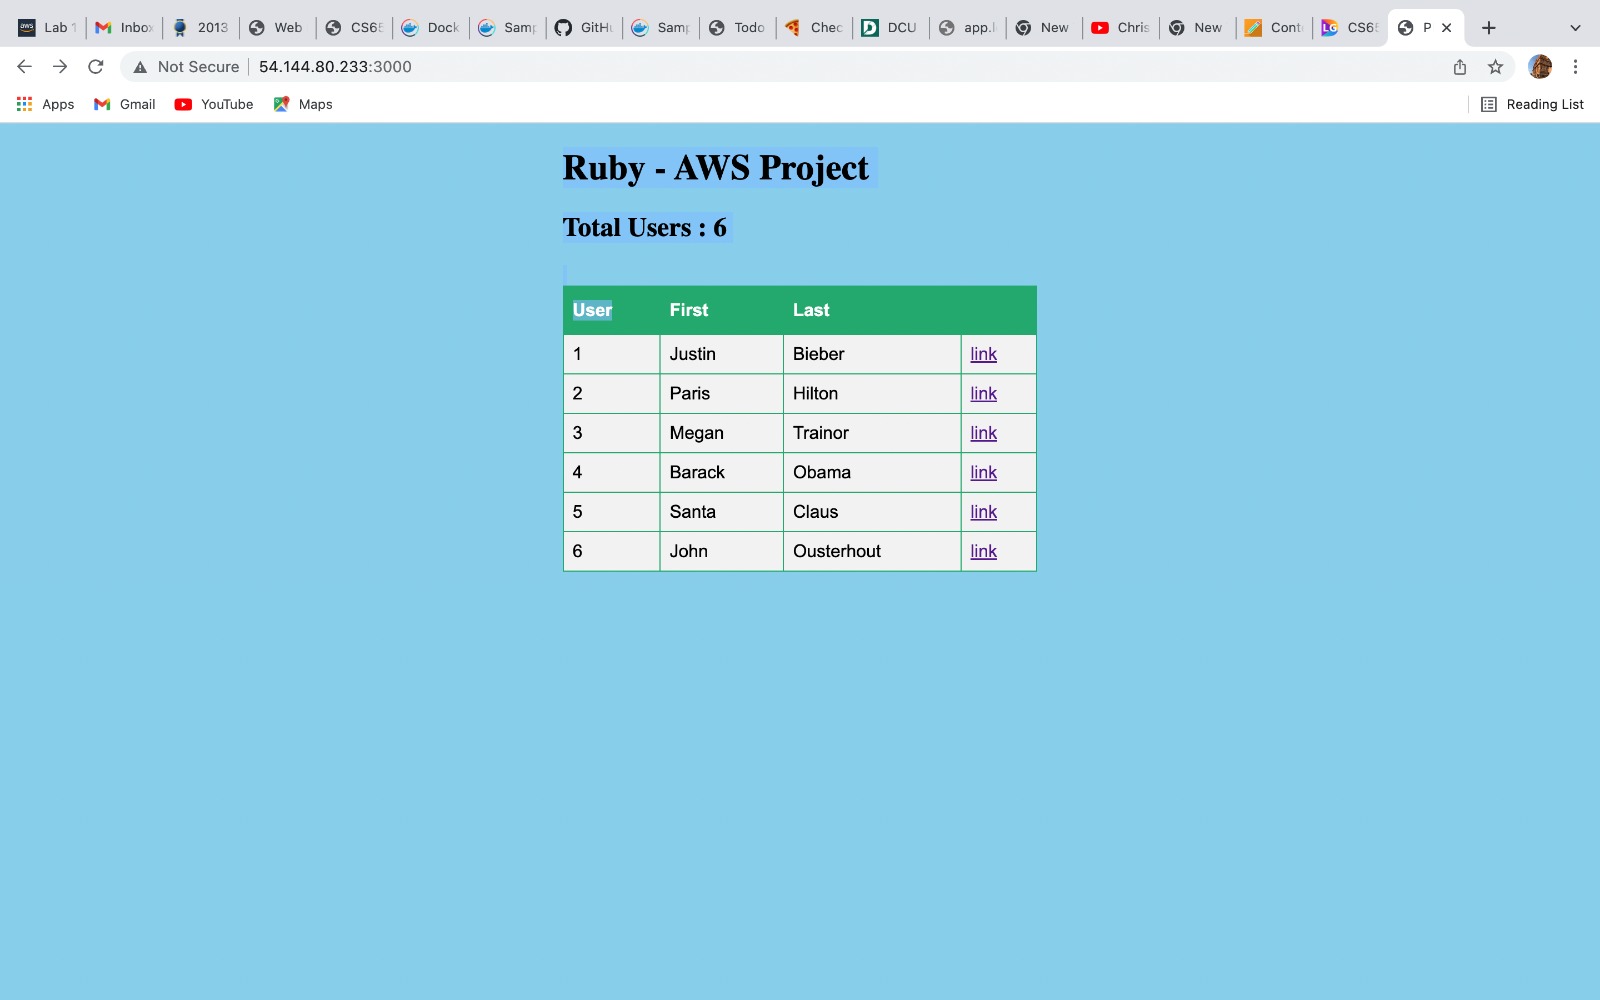 Lab 1 Inbo 2013 Web CS65 Dock Samp GitHu Samp Todo Chec DCU app.l New Chris New Cont CS65 P
Not Secure 54.144.80.233:3000
Apps Gmail YouTube Maps Reading List
Ruby - AWS Project
Total Users : 6
User First Last
1 Justin Bieber link
2 Paris Hilton link
3 Megan Trainor link
4 Barack Obama link
5 Santa Claus link
6 John Ousterhout link